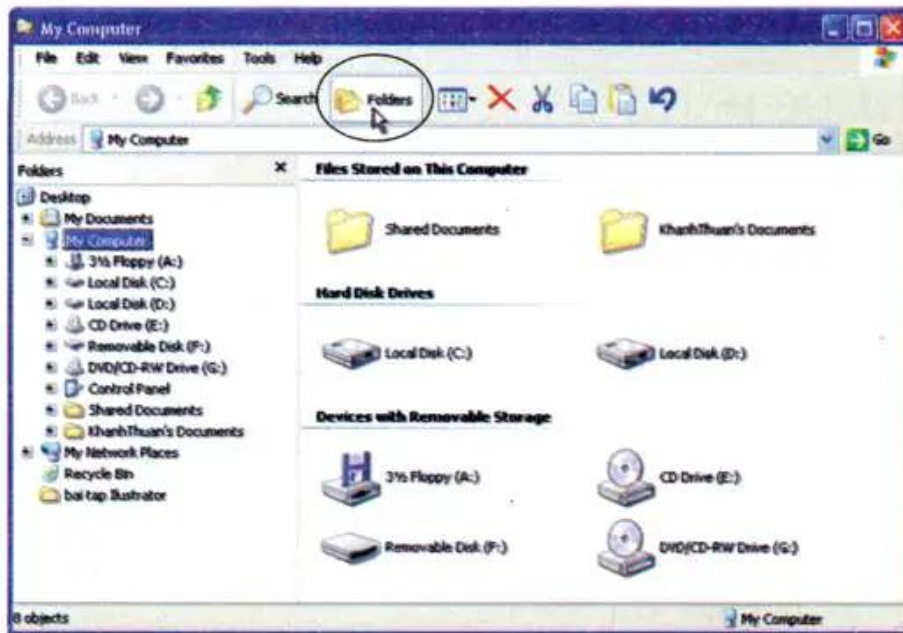 My Computer
File Edit View Favorites Tools Help
Back Search Folders
Address My Computer Go
Folders
Desktop
My Documents
My Computer
3½ Floppy (A:)
Local Disk (C:)
Local Disk (D:)
CD Drive (E:)
Removable Disk (F:)
DVD/CD-RW Drive (G:)
Control Panel
Shared Documents
KhanhThuan's Documents
My Network Places
Recycle Bin
bai tap Ilustrator
Files Stored on This Computer
Shared Documents KhanhThuan's Documents
Hard Disk Drives
Local Disk (C:) Local Disk (D:)
Devices with Removable Storage
3½ Floppy (A:) CD Drive (E:)
Removable Disk (F:) DVD/CD-RW Drive (G:)
8 objects My Computer